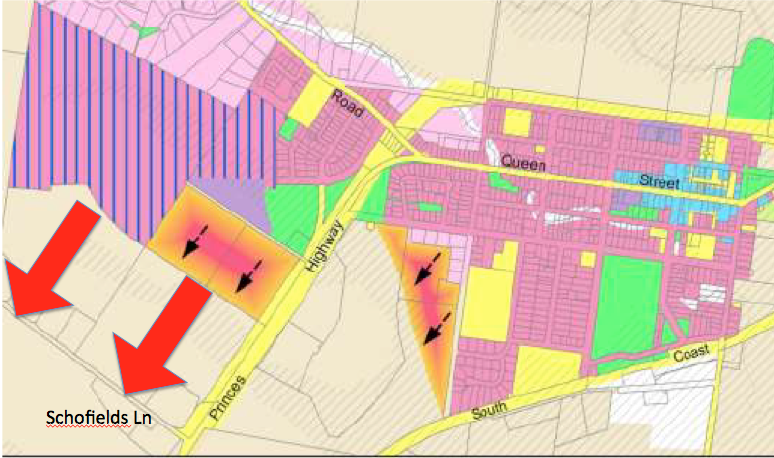 Road
Queen
Street
Highway
Princes
Coast
South
Schofields Ln